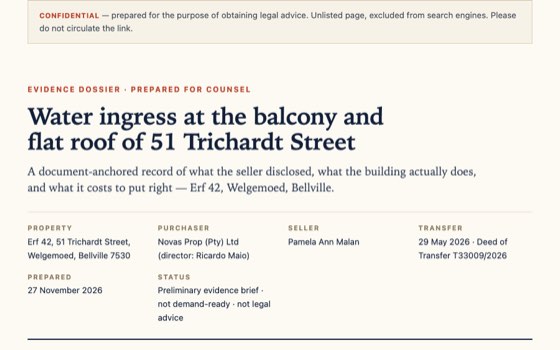 CONFIDENTIAL — prepared for the purpose of obtaining legal advice. Unlisted page, excluded from search engines. Please
do not circulate the link.
EVIDENCE DOSSIER · PREPARED FOR COUNSEL
Water ingress at the balcony and
flat roof of 51 Trichardt Street
A document-anchored record of what the seller disclosed, what the building actually does,
and what it costs to put right — Erf 42, Welgemoed, Bellville.
PROPERTY
Erf 42, 51 Trichardt Street,
Welgemoed, Bellville 7530
PURCHASER
Novas Prop (Pty) Ltd
(director: Ricardo Maio)
SELLER
Pamela Ann Malan
TRANSFER
29 May 2026 · Deed of
Transfer T33009/2026
PREPARED
27 November 2026
STATUS
Preliminary evidence brief ·
not demand-ready · not legal
advice